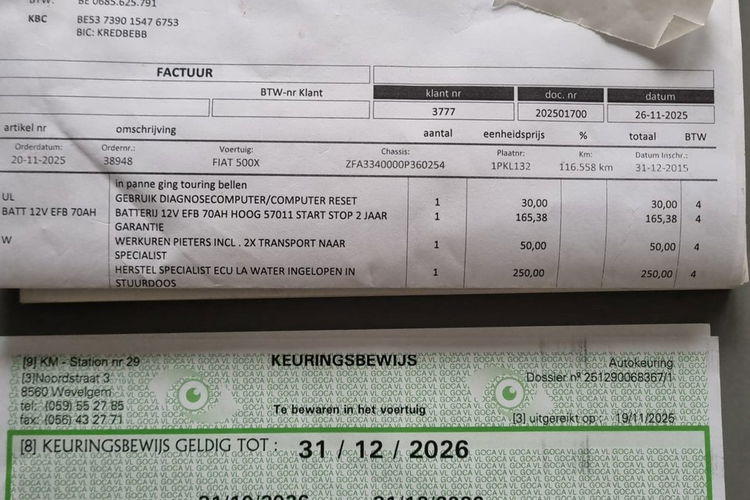 BTW: BE 0685.625.791
KBC BE53 7390 1547 6753
BIC: KREDBEBB
FACTUUR
BTW-nr Klant klant nr doc. nr datum
3777 202501700 26-11-2025
artikel nr omschrijving aantal eenheidsprijs % totaal BTW
Orderdatum: Ordernr.: Voertuig: Chassis: Plaatnr: Km: Datum Inschr.:
20-11-2025 38948 FIAT 500X ZFA3340000P360254 1PKL132 116.558 km 31-12-2015
in panne ging touring bellen
UL GEBRUIK DIAGNOSECOMPUTER/COMPUTER RESET 1 30,00 30,00 4
BATT 12V EFB 70AH BATTERIJ 12V EFB 70AH HOOG 57011 START STOP 2 JAAR 1 165,38 165,38 4
GARANTIE
W WERKUREN PIETERS INCL . 2X TRANSPORT NAAR 1 50,00 50,00 4
SPECIALIST
HERSTEL SPECIALIST ECU LA WATER INGELOPEN IN 1 250,00 250,00 4
STUURDOOS
[9] KM - Station nr 29 KEURINGSBEWIJS Autokeuring
[3]Noordstraat 3 Dossier nº 251290068367/1
8560 Wevelgem
tel: (059) 55 27 85 Te bewaren in het voertuig
fax: (056) 43 27 71 [3] uitgereikt op : 19/11/2025
[8] KEURINGSBEWIJS GELDIG TOT : 31 / 12 / 2026